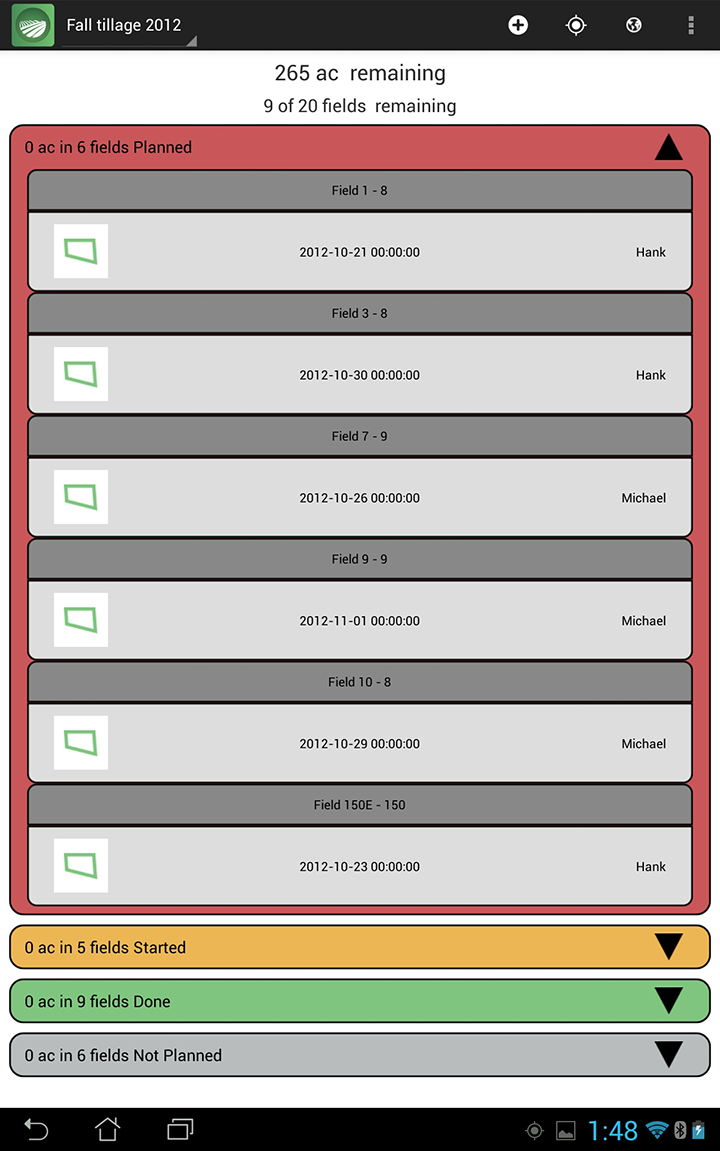 Fall tillage 2012
265 ac  remaining
9 of 20 fields  remaining
0 ac in 6 fields Planned
Field 1 - 8
2012-10-21 00:00:00 Hank
Field 3 - 8
2012-10-30 00:00:00 Hank
Field 7 - 9
2012-10-26 00:00:00 Michael
Field 9 - 9
2012-11-01 00:00:00 Michael
Field 10 - 8
2012-10-29 00:00:00 Michael
Field 150E - 150
2012-10-23 00:00:00 Hank
0 ac in 5 fields Started
0 ac in 9 fields Done
0 ac in 6 fields Not Planned
1:48